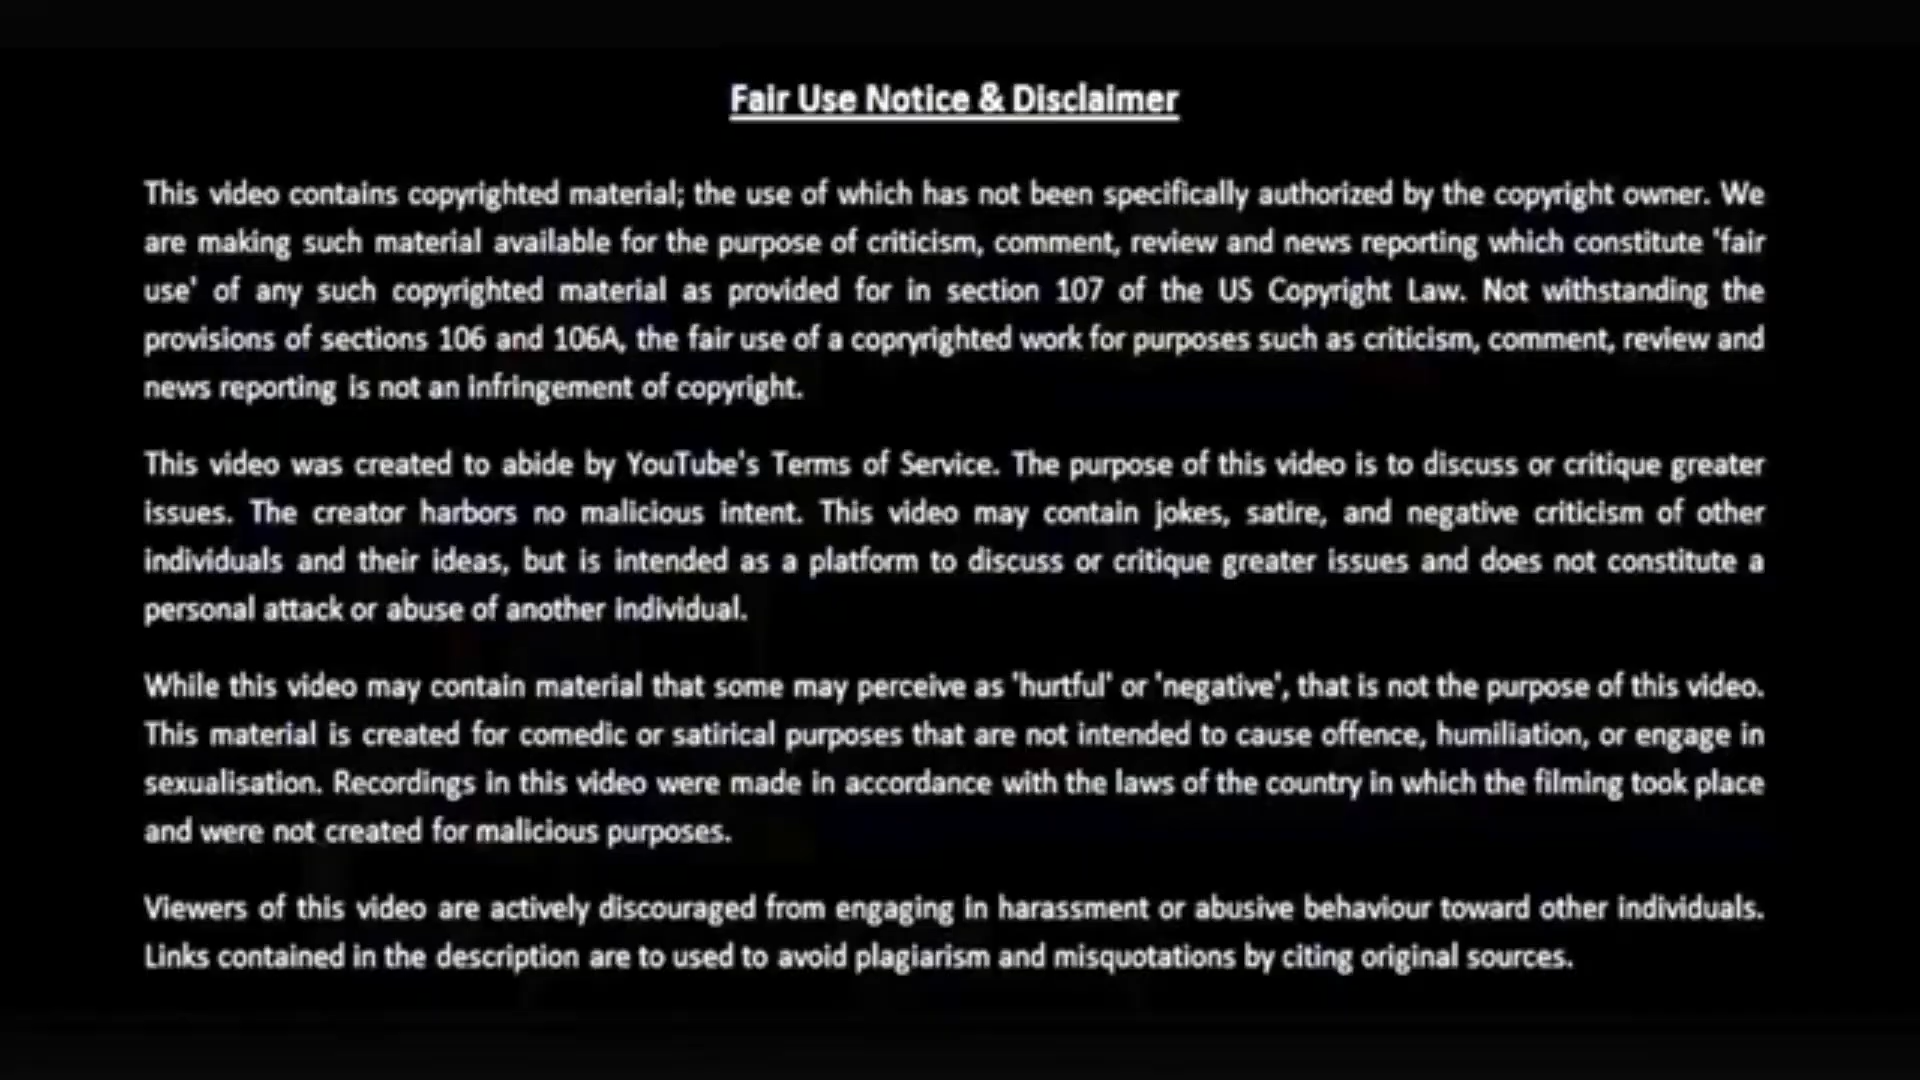 Fair Use Notice & Disclaimer
This video contains copyrighted material; the use of which has not been specifically authorized by the copyright owner. We
are making such material available for the purpose of criticism, comment, review and news reporting which constitute 'fair
use' of any such copyrighted material as provided for in section 107 of the US Copyright Law. Not withstanding the
provisions of sections 106 and 106A, the fair use of a copryrighted work for purposes such as criticism, comment, review and
news reporting is not an infringement of copyright.
This video was created to abide by YouTube's Terms of Service. The purpose of this video is to discuss or critique greater
issues. The creator harbors no malicious intent. This video may contain jokes, satire, and negative criticism of other
individuals and their ideas, but is intended as a platform to discuss or critique greater issues and does not constitute a
personal attack or abuse of another individual.
While this video may contain material that some may perceive as 'hurtful' or 'negative', that is not the purpose of this video.
This material is created for comedic or satirical purposes that are not intended to cause offence, humiliation, or engage in
sexualisation. Recordings in this video were made in accordance with the laws of the country in which the filming took place
and were not created for malicious purposes.
Viewers of this video are actively discouraged from engaging in harassment or abusive behaviour toward other individuals.
Links contained in the description are to used to avoid plagiarism and misquotations by citing original sources.